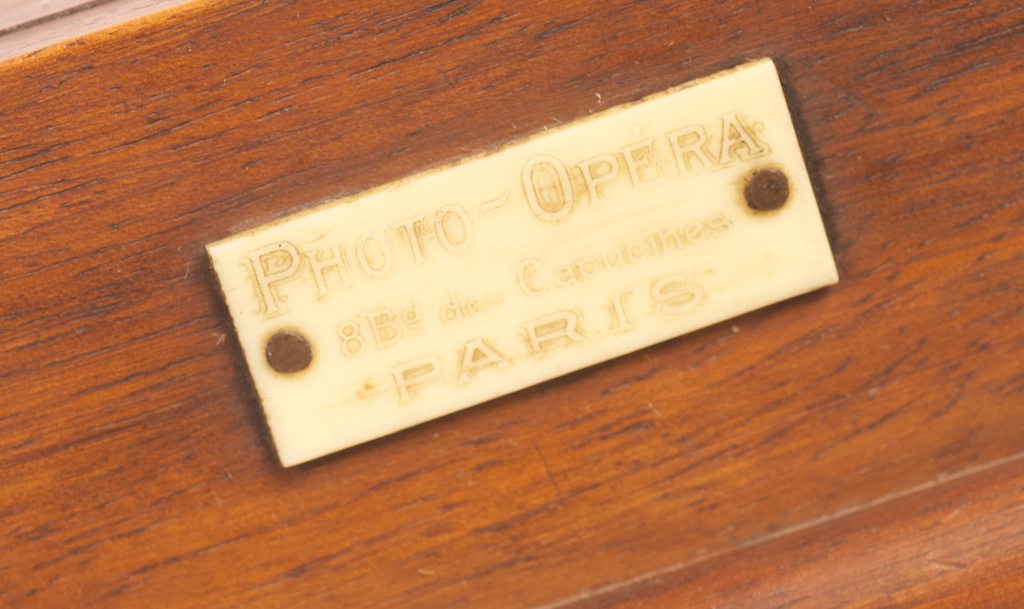 PHOTO-OPÉRA
8 Bd des Capucines
PARIS